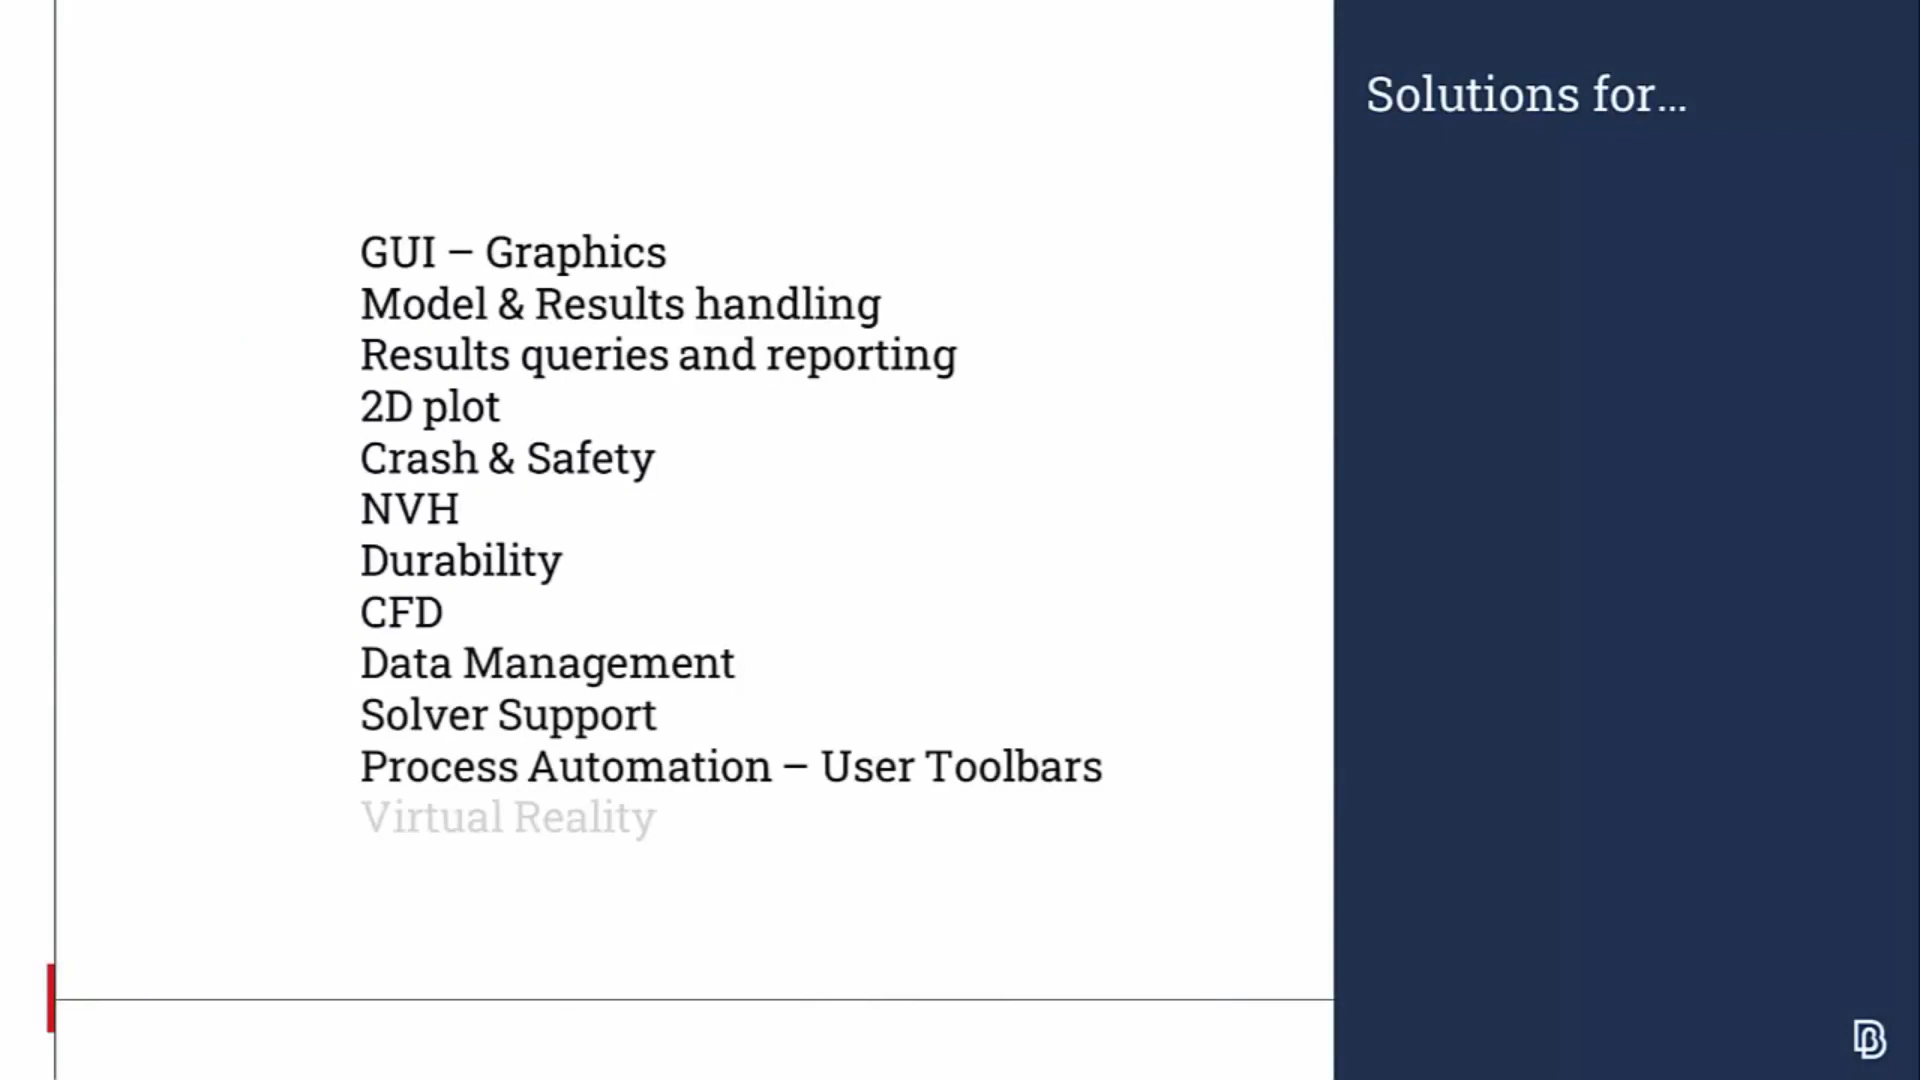 Solutions for...
GUI – Graphics
Model & Results handling
Results queries and reporting
2D plot
Crash & Safety
NVH
Durability
CFD
Data Management
Solver Support
Process Automation – User Toolbars
Virtual Reality